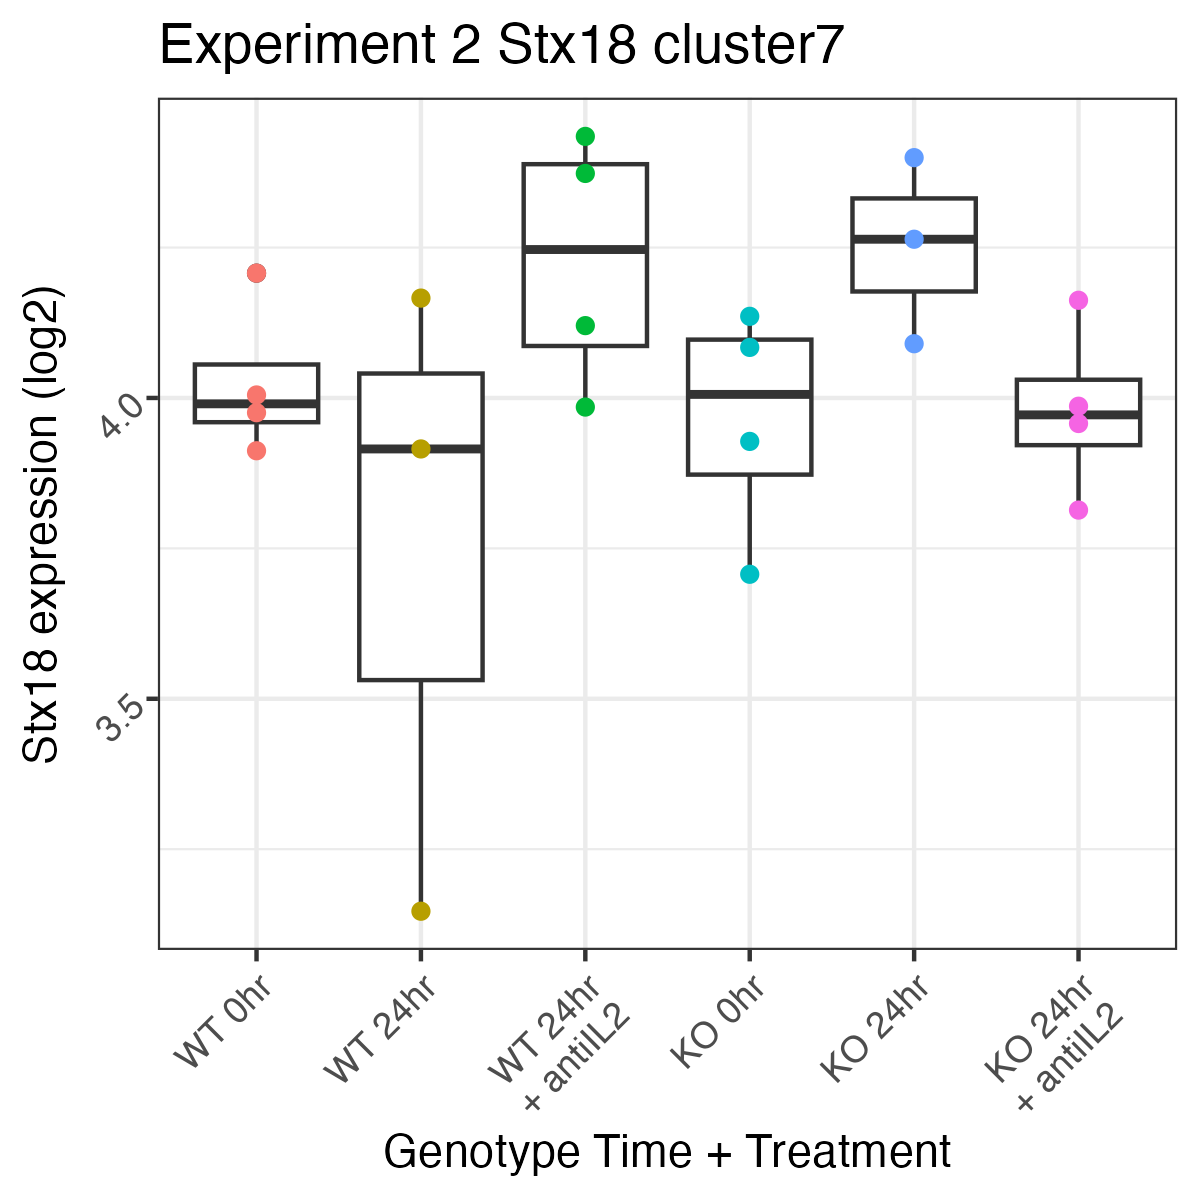 Experiment 2 Stx18 cluster7
Stx18 expression (log2)
4.0
3.5
WT 0hr
WT 24hr
WT 24hr
+ antiIL2
KO 0hr
KO 24hr
KO 24hr
+ antiIL2
Genotype Time + Treatment